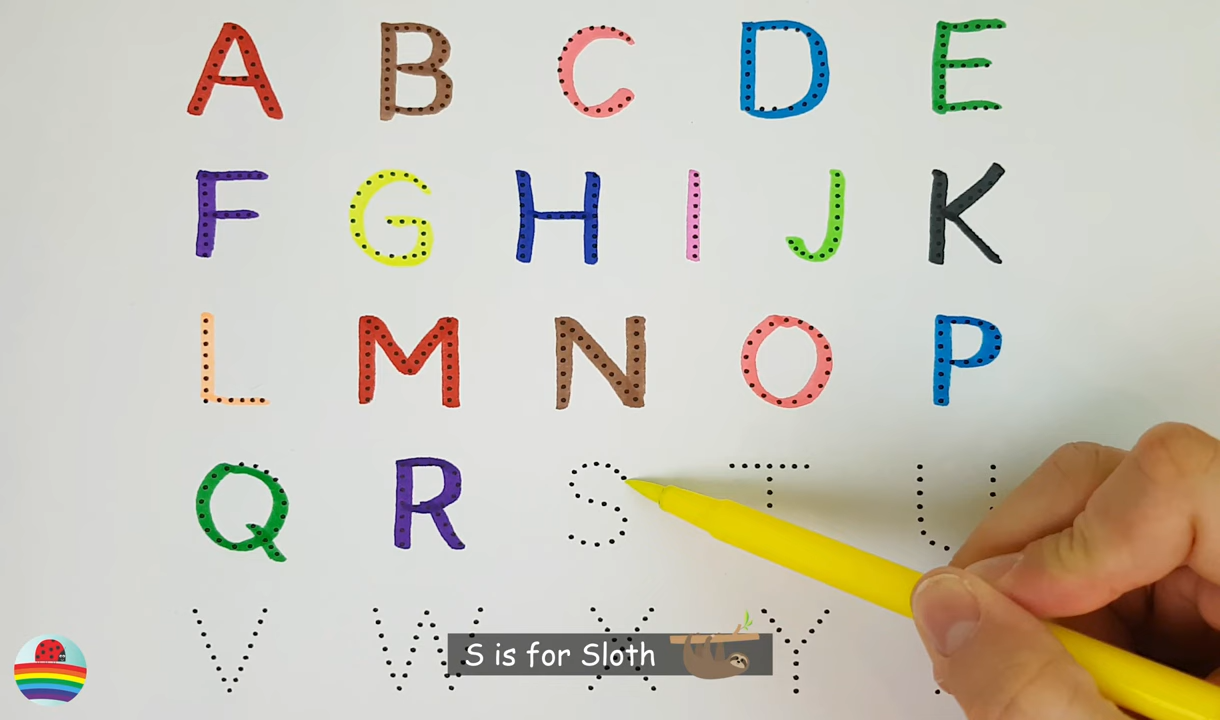 A B C D E
F G H I J K
L M N O P
Q R S T U
V W X Y
S is for Sloth